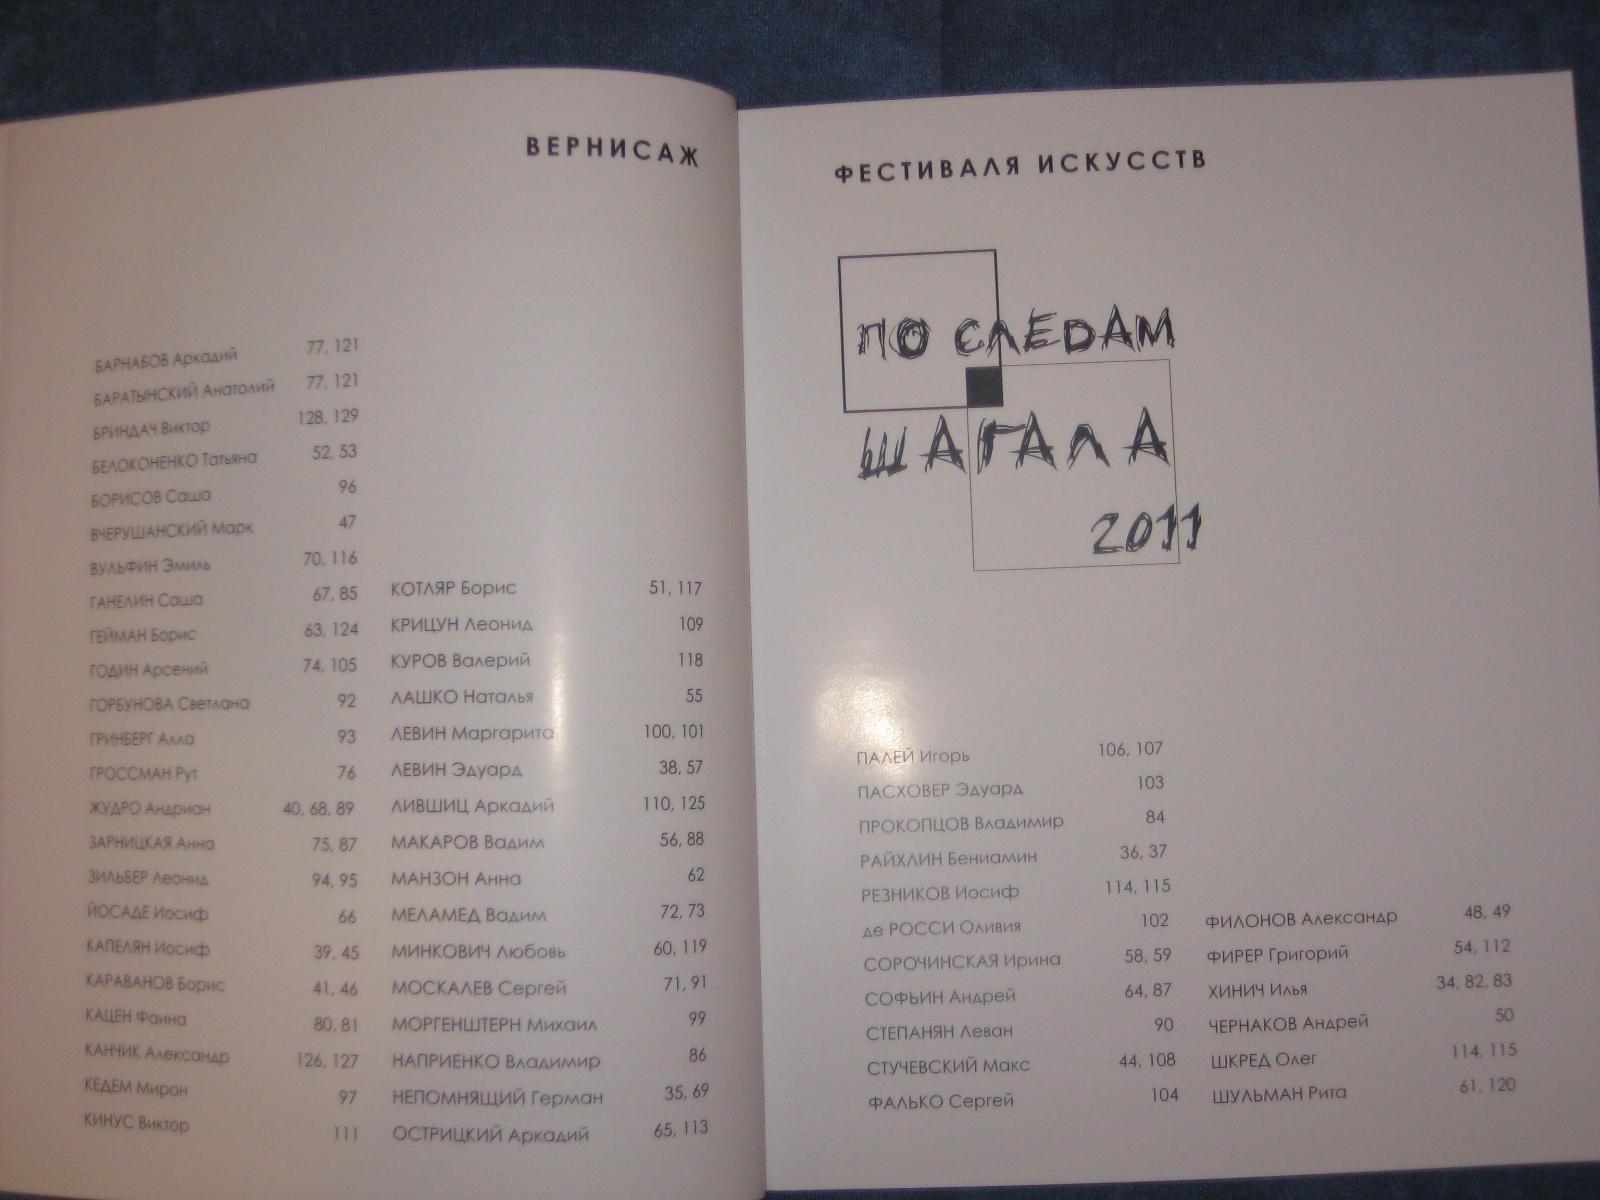 ВЕРНИСАЖ
БАРНАБОВ Аркадий 77, 121
БАРАТЫНСКИЙ Анатолий 77, 121
БРИНДАЧ Виктор 128, 129
БЕЛОКОНЕНКО Татьяна 52, 53
БОРИСОВ Саша 96
ВЧЕРУШАНСКИЙ Марк 47
ВУЛЬФИН Эмиль 70, 116
ГАНЕЛИН Саша 67, 85
ГЕЙМАН Борис 63, 124
ГОДИН Арсений 74, 105
ГОРБУНОВА Светлана 92
ГРИНБЕРГ Алла 93
ГРОССМАН Рут 76
ЖУДРО Андриан 40, 68, 89
ЗАРНИЦКАЯ Анна 75, 87
ЗИЛЬБЕР Леонид 94, 95
ЙОСАДЕ Иосиф 66
КАПЕЛЯН Иосиф 39, 45
КАРАВАНОВ Борис 41, 46
КАЦЕН Фаина 80, 81
КАНЧИК Александр 126, 127
КЕДЕМ Мирон 97
КИНУС Виктор 111
КОТЛЯР Борис 51, 117
КРИЦУН Леонид 109
КУРОВ Валерий 118
ЛАШКО Наталья 55
ЛЕВИН Маргарита 100, 101
ЛЕВИН Эдуард 38, 57
ЛИВШИЦ Аркадий 110, 125
МАКАРОВ Вадим 56, 88
МАНЗОН Анна 62
МЕЛАМЕД Вадим 72, 73
МИНКОВИЧ Любовь 60, 119
МОСКАЛЕВ Сергей 71, 91
МОРГЕНШТЕРН Михаил 99
НАПРИЕНКО Владимир 86
НЕПОМНЯЩИЙ Герман 35, 69
ОСТРИЦКИЙ Аркадий 65, 113
ФЕСТИВАЛЯ ИСКУССТВ
ПО СЛЕДАМ
ШАГАЛА
2011
ПАЛЕЙ Игорь 106, 107
ПАСХОВЕР Эдуард 103
ПРОКОПЦОВ Владимир 84
РАЙХЛИН Бениамин 36, 37
РЕЗНИКОВ Иосиф 114, 115
де РОССИ Оливия 102
СОРОЧИНСКАЯ Ирина 58, 59
СОФЬИН Андрей 64, 87
СТЕПАНЯН Леван 90
СТУЧЕВСКИЙ Макс 44, 108
ФАЛЬКО Сергей 104
ФИЛОНОВ Александр 48, 49
ФИРЕР Григорий 54, 112
ХИНИЧ Илья 34, 82, 83
ЧЕРНАКОВ Андрей 50
ШКРЕД Олег 114, 115
ШУЛЬМАН Рита 61, 120